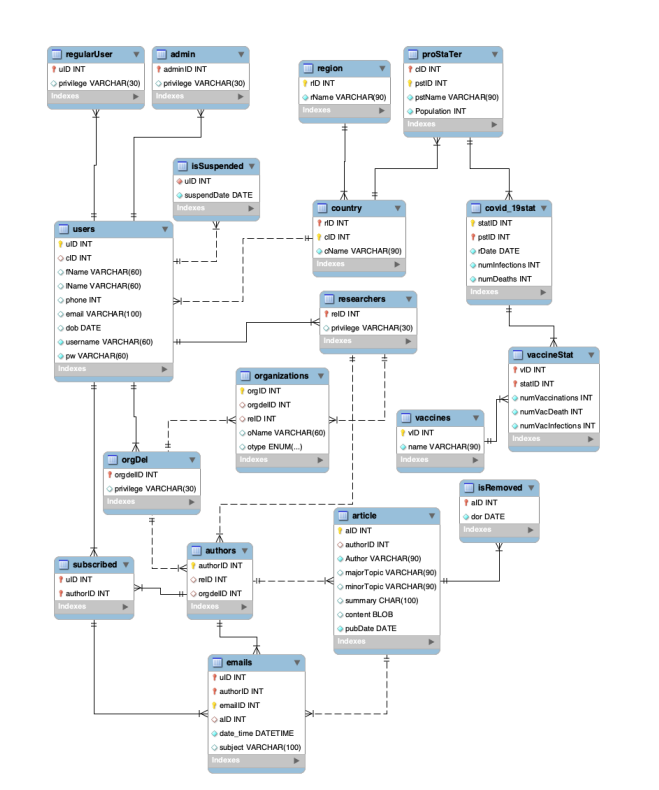 regularUser
uID INT
privilege VARCHAR(30)
Indexes
admin
adminID INT
privilege VARCHAR(30)
Indexes
region
rID INT
rName VARCHAR(90)
Indexes
proStaTer
cID INT
pstID INT
pstName VARCHAR(90)
Population INT
Indexes
isSuspended
uID INT
suspendDate DATE
Indexes
users
uID INT
cID INT
fName VARCHAR(60)
lName VARCHAR(60)
phone INT
email VARCHAR(100)
dob DATE
username VARCHAR(60)
pw VARCHAR(60)
Indexes
country
rID INT
cID INT
cName VARCHAR(90)
Indexes
covid_19stat
statID INT
pstID INT
rDate DATE
numInfections INT
numDeaths INT
Indexes
researchers
reID INT
privilege VARCHAR(30)
Indexes
vaccineStat
vID INT
statID INT
numVaccinations INT
numVacDeath INT
numVacInfections INT
Indexes
organizations
orgID INT
orgdelID INT
reID INT
oName VARCHAR(60)
otype ENUM(...)
Indexes
vaccines
vID INT
name VARCHAR(90)
Indexes
orgDel
orgdelID INT
privilege VARCHAR(30)
Indexes
isRemoved
aID INT
dor DATE
Indexes
article
aID INT
authorID INT
Author VARCHAR(90)
majorTopic VARCHAR(90)
minorTopic VARCHAR(90)
summary CHAR(100)
content BLOB
pubDate DATE
Indexes
subscribed
uID INT
authorID INT
Indexes
authors
authorID INT
reID INT
orgdelID INT
Indexes
emails
uID INT
authorID INT
emailID INT
aID INT
date_time DATETIME
subject VARCHAR(100)
Indexes